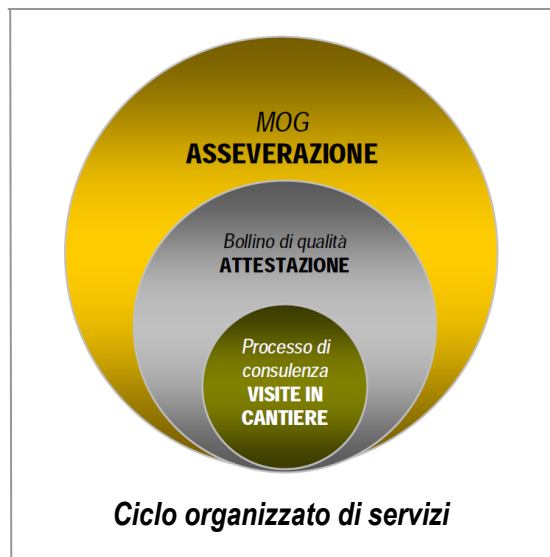 MOG
ASSEVERAZIONE
Bollino di qualità
ATTESTAZIONE
Processo di
consulenza
VISITE IN
CANTIERE
Ciclo organizzato di servizi